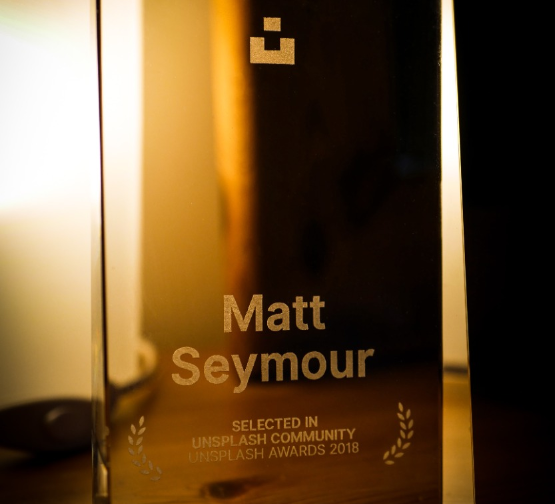 Matt
Seymour
SELECTED IN
UNSPLASH COMMUNITY
UNSPLASH AWARDS 2018